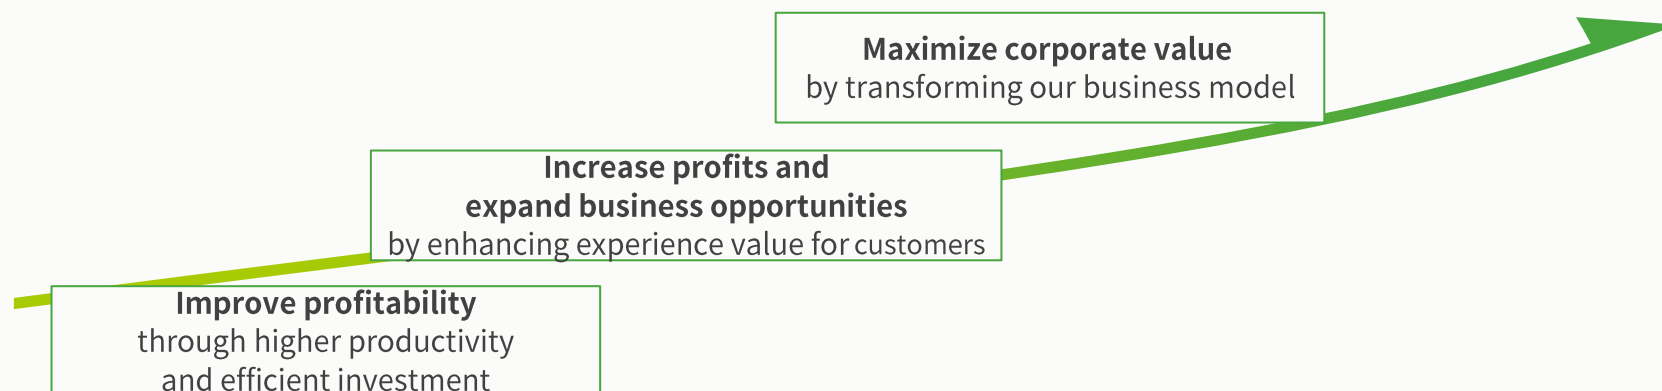 Maximize corporate value
by transforming our business model
Increase profits and
expand business opportunities
by enhancing experience value for customers
Improve profitability
through higher productivity
and efficient investment